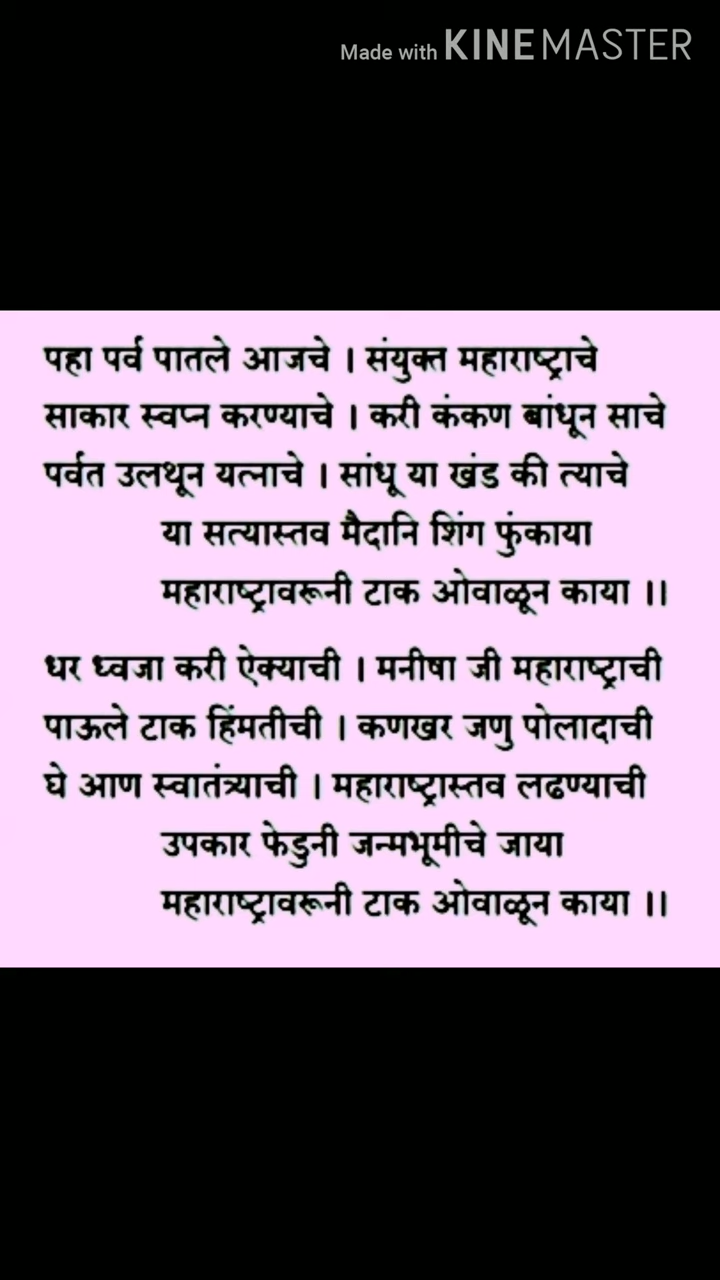 Made with KINEMASTER
पहा पर्व पातले आजचे । संयुक्त महाराष्ट्राचे
साकार स्वप्न करण्याचे । करी कंकण बांधून साचे
पर्वत उलथून यत्नाचे । सांधू या खंड की त्याचे
या सत्यास्तव मैदानि शिंग फुंकाया
महाराष्ट्रावरूनी टाक ओवाळून काया ।।
धर ध्वजा करी ऐक्याची । मनीषा जी महाराष्ट्राची
पाऊले टाक हिंमतीची । कणखर जणु पोलादाची
घे आण स्वातंत्र्याची । महाराष्ट्रास्तव लढण्याची
उपकार फेडुनी जन्मभूमीचे जाया
महाराष्ट्रावरूनी टाक ओवाळून काया ।।